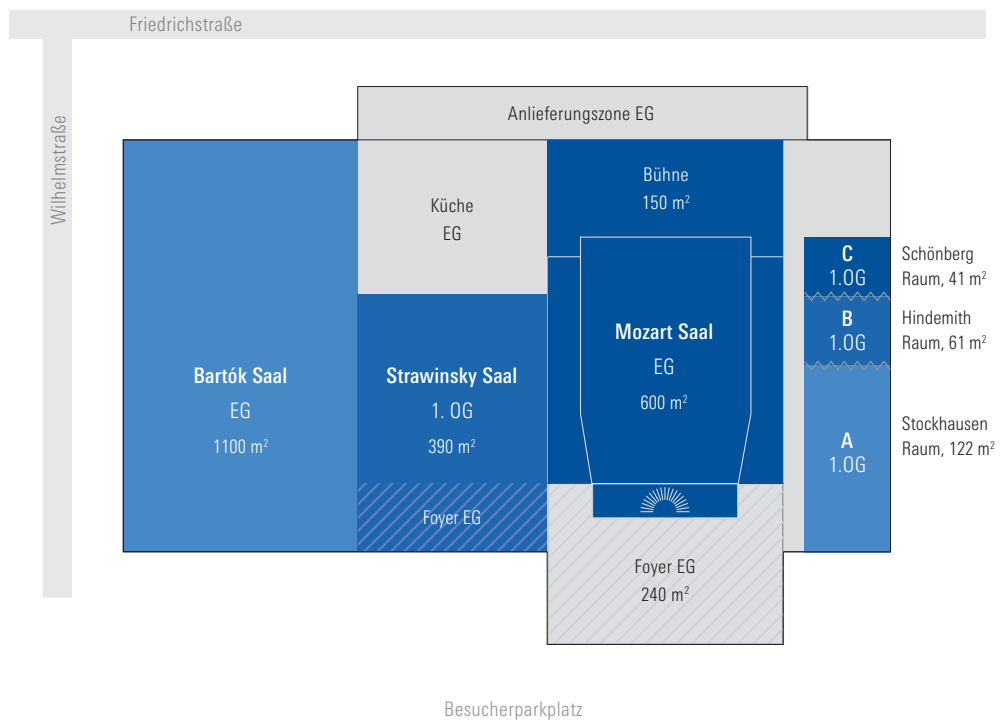 Friedrichstraße
Wilhelmstraße
Anlieferungszone EG
Küche
EG
Bühne
150 m²
Bartók Saal
EG
1100 m²
Strawinsky Saal
1. OG
390 m²
Foyer EG
Mozart Saal
EG
600 m²
Foyer EG
240 m²
C
1.OG
Schönberg
Raum, 41 m²
B
1.OG
Hindemith
Raum, 61 m²
A
1.OG
Stockhausen
Raum, 122 m²
Besucherparkplatz